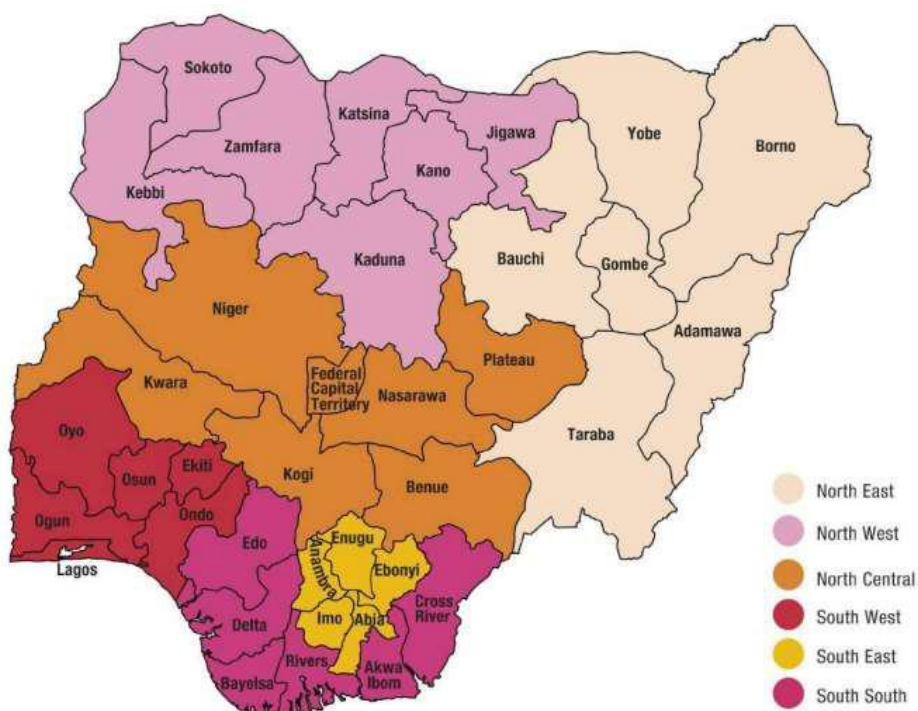 Sokoto
Katsina
Zamfara
Jigawa
Yobe
Borno
Kano
Kebbi
Kaduna
Bauchi
Gombe
Niger
Adamawa
Plateau
Federal
Capital
Territory
Nasarawa
Kwara
Taraba
Oyo
Ekiti
Osun
Kogi
Benue
Ogun
Ondo
Edo
Enugu
Anambra
Ebonyi
Lagos
Cross
River
Imo
Abia
Delta
Rivers
Akwa
Ibom
Bayelsa
North East
North West
North Central
South West
South East
South South